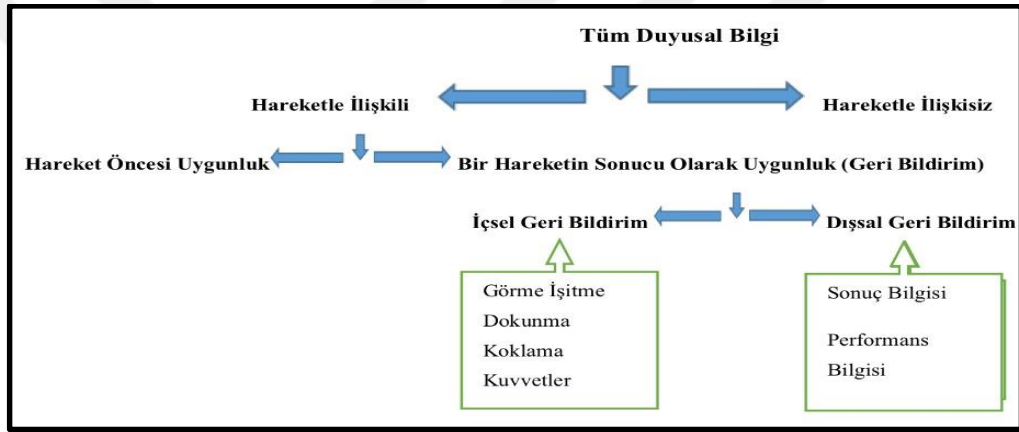 Tüm Duyusal Bilgi
Hareketle İlişkili
Hareketle İlişkisiz
Hareket Öncesi Uygunluk
Bir Hareketin Sonucu Olarak Uygunluk (Geri Bildirim)
İçsel Geri Bildirim
Dışsal Geri Bildirim
Görme İşitme
Dokunma
Koklama
Kuvvetler
Sonuç Bilgisi
Performans
Bilgisi